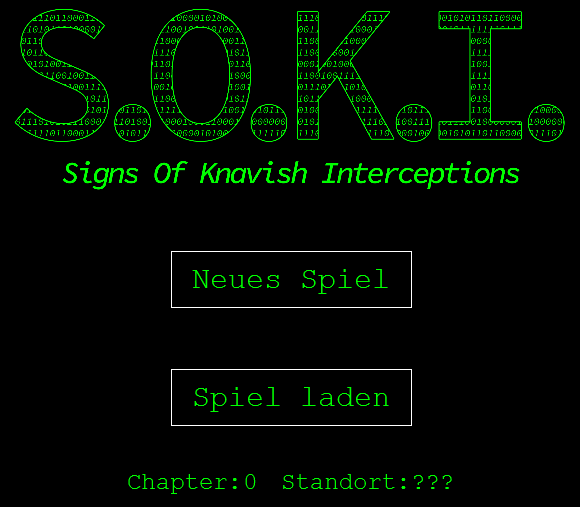 S.O.K.I.
Signs Of Knavish Interceptions
Neues Spiel
Spiel laden
Chapter:0 Standort:???